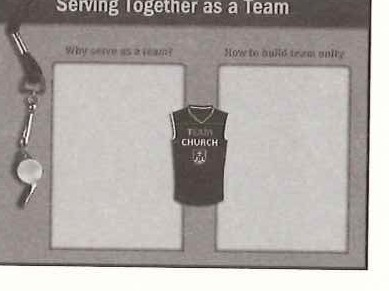 Serving Together as a Team
Why serve as a team?
How to build team unity
TEAM
CHURCH